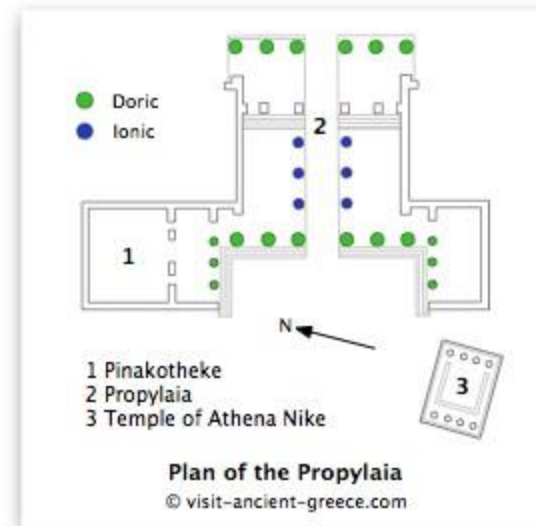 Doric
Ionic
2
1
N
1 Pinakotheke
2 Propylaia
3 Temple of Athena Nike
3
Plan of the Propylaia
© visit-ancient-greece.com